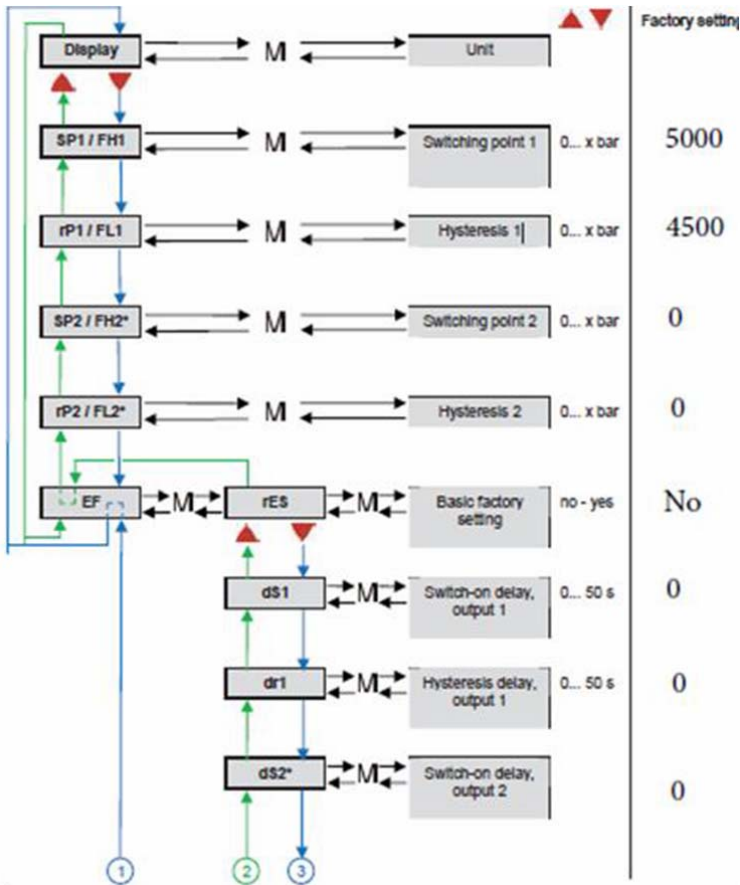 Factory setting
Display M Unit
SP1 / FH1 M Switching point 1 0... x bar 5000
rP1 / FL1 M Hysteresis 1 0... x bar 4500
SP2 / FH2* M Switching point 2 0... x bar 0
rP2 / FL2* M Hysteresis 2 0... x bar 0
EF M rES M Basic factory no - yes No
setting
dS1 M Switch-on delay, 0... 50 s 0
output 1
dr1 M Hysteresis delay, 0... 50 s 0
output 1
dS2* M Switch-on delay, 0
output 2
1 2 3